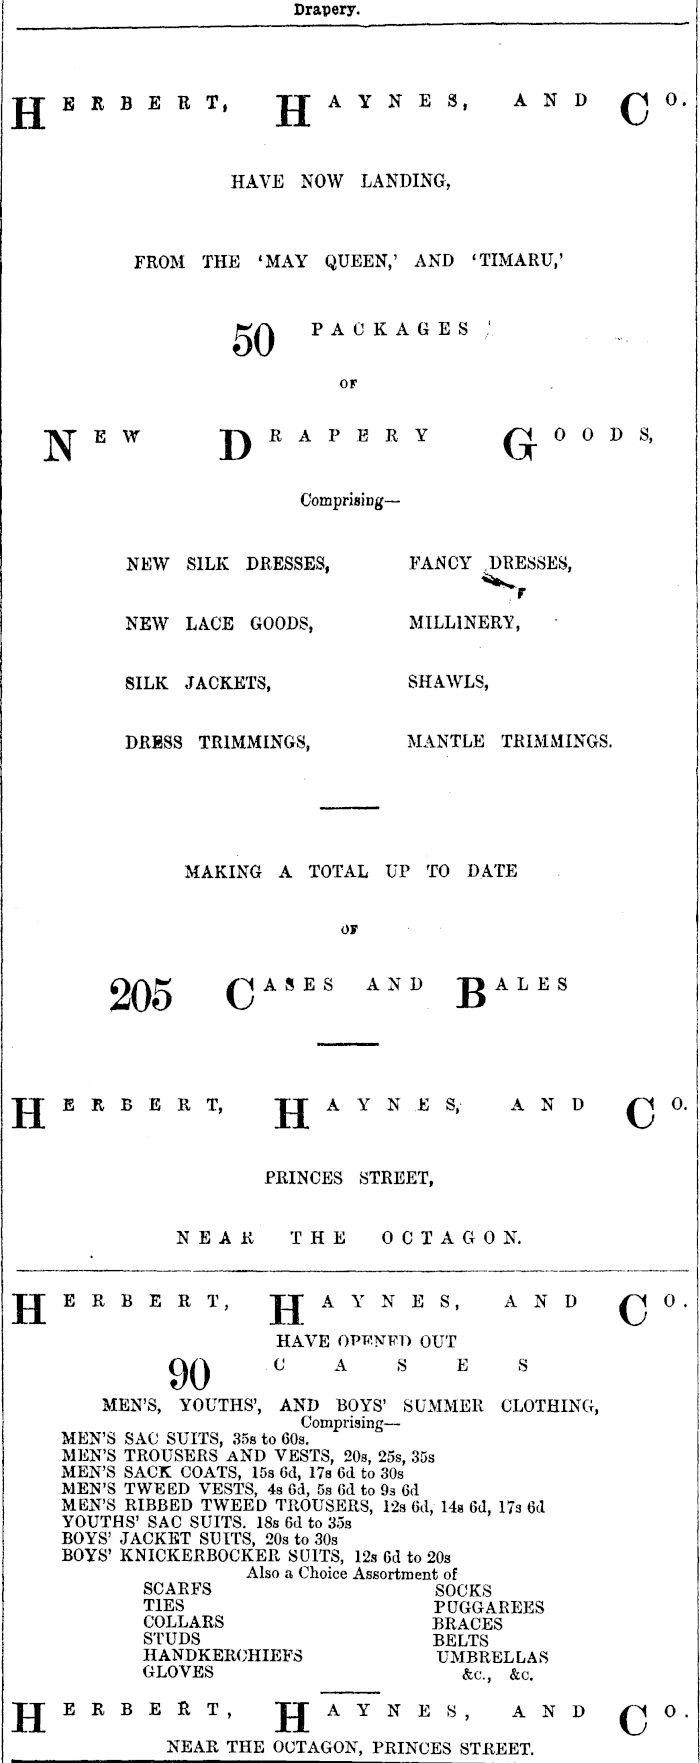 Drapery.
HERBERT, HAYNES, AND CO.
HAVE NOW LANDING,
FROM THE 'MAY QUEEN,' AND 'TIMARU,'
50 PACKAGES
OF
NEW DRAPERY GOODS,
Comprising—
NEW SILK DRESSES, FANCY DRESSES,
NEW LACE GOODS, MILLINERY,
SILK JACKETS, SHAWLS,
DRESS TRIMMINGS, MANTLE TRIMMINGS.
MAKING A TOTAL UP TO DATE
OF
205 CASES AND BALES
HERBERT, HAYNES, AND CO.
PRINCES STREET,
NEAR THE OCTAGON.
HERBERT, HAYNES, AND CO.
HAVE OPENED OUT
90 CASES
MEN'S, YOUTHS', AND BOYS' SUMMER CLOTHING,
Comprising—
MEN'S SAC SUITS, 35s to 60s.
MEN'S TROUSERS AND VESTS, 20s, 25s, 35s
MEN'S SACK COATS, 15s 6d, 17s 6d to 30s
MEN'S TWEED VESTS, 4s 6d, 5s 6d to 9s 6d
MEN'S RIBBED TWEED TROUSERS, 12s 6d, 14s 6d, 17s 6d
YOUTHS' SAC SUITS. 18s 6d to 35s
BOYS' JACKET SUITS, 20s to 30s
BOYS' KNICKERBOCKER SUITS, 12s 6d to 20s
Also a Choice Assortment of
SCARFS SOCKS
TIES PUGGAREES
COLLARS BRACES
STUDS BELTS
HANDKERCHIEFS UMBRELLAS
GLOVES &c., &c.
HERBERT, HAYNES, AND CO.
NEAR THE OCTAGON, PRINCES STREET.